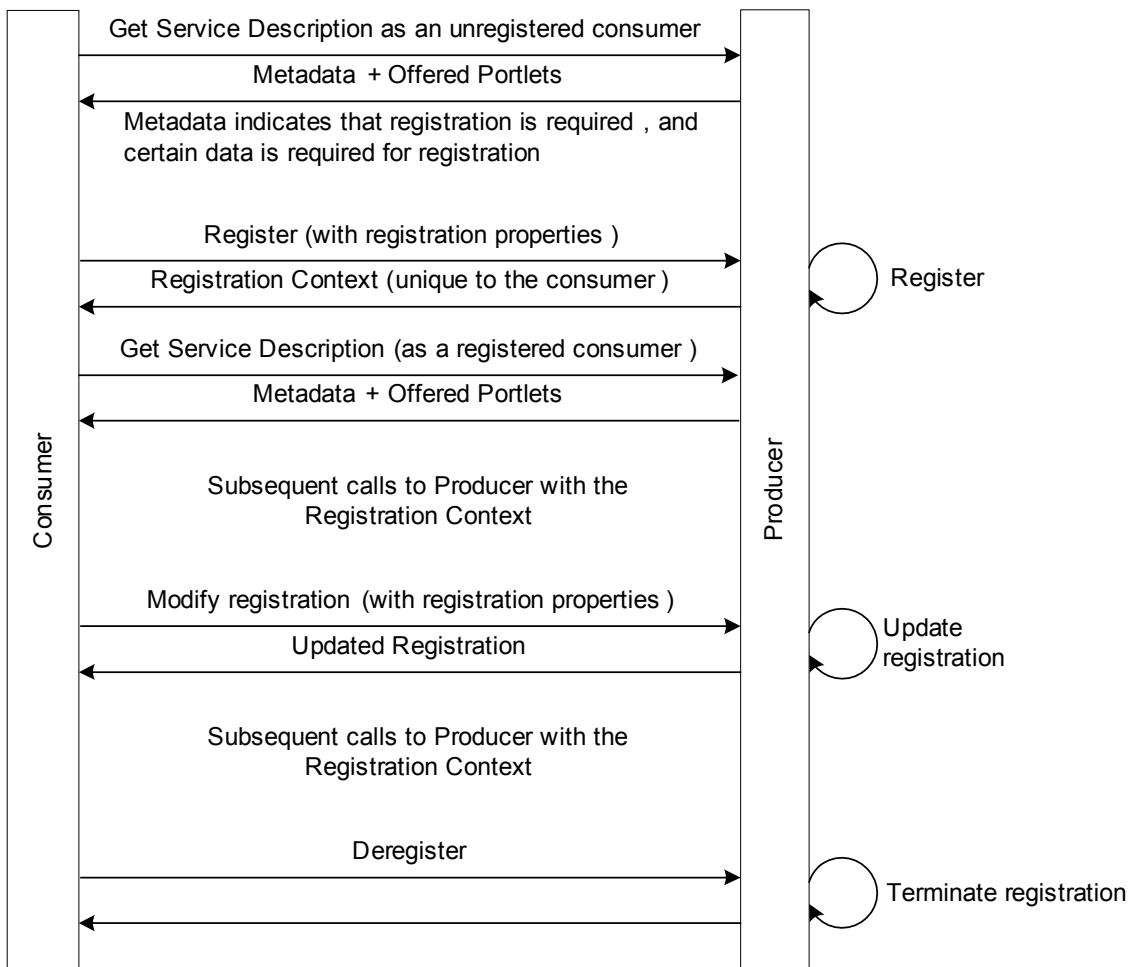 Get Service Description as an unregistered consumer
Metadata + Offered Portlets
Metadata indicates that registration is required , and
certain data is required for registration
Register (with registration properties )
Registration Context (unique to the consumer )
Register
Get Service Description (as a registered consumer )
Metadata + Offered Portlets
Consumer
Producer
Subsequent calls to Producer with the
Registration Context
Modify registration (with registration properties )
Updated Registration
Update
registration
Subsequent calls to Producer with the
Registration Context
Deregister
Terminate registration